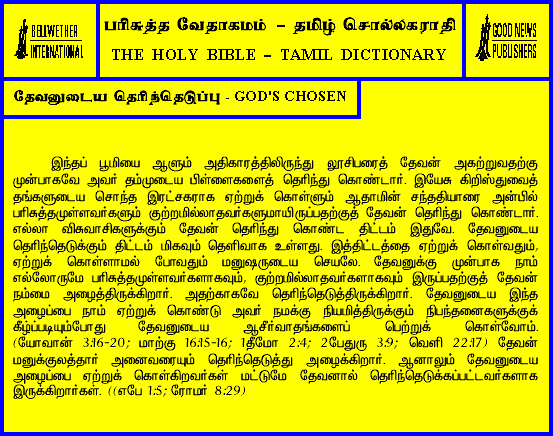 BELLWETHER
INTERNATIONAL
பரிசுத்த வேதாகமம் – தமிழ் சொல்லகராதி
THE HOLY BIBLE – TAMIL DICTIONARY
GOOD NEWS
PUBLISHERS
தேவனுடைய தெரிந்தெடுப்பு - GOD'S CHOSEN
இந்தப் பூமியை ஆளும் அதிகாரத்திலிருந்து லூசிபரைத் தேவன் அகற்றுவதற்கு
முன்பாகவே அவர் தம்முடைய பிள்ளைகளைத் தெரிந்து கொண்டார். இயேசு கிறிஸ்துவைத்
தங்களுடைய சொந்த இரட்சகராக ஏற்றுக் கொள்ளும் ஆதாமின் சந்ததியாரை அன்பில்
பரிசுத்தமுள்ளவர்களும் குற்றமில்லாதவர்களுமாயிருப்பதற்குத் தேவன் தெரிந்து கொண்டார்.
எல்லா விசுவாசிகளுக்கும் தேவன் தெரிந்து கொண்ட திட்டம் இதுவே. தேவனுடைய
தெரிந்தெடுக்கும் திட்டம் மிகவும் தெளிவாக உள்ளது. இத்திட்டத்தை ஏற்றுக் கொள்வதும்,
ஏற்றுக் கொள்ளாமல் போவதும் மனுஷருடைய செயலே. தேவனுக்கு முன்பாக நாம்
எல்லோருமே பரிசுத்தமுள்ளவர்களாகவும், குற்றமில்லாதவர்களாகவும் இருப்பதற்குத் தேவன்
நம்மை அழைத்திருக்கிறார். அதற்காகவே தெரிந்தெடுத்திருக்கிறார். தேவனுடைய இந்த
அழைப்பை நாம் ஏற்றுக் கொண்டு அவர் நமக்கு நியமித்திருக்கும் நிபந்தனைகளுக்குக்
கீழ்ப்படியும்போது தேவனுடைய ஆசீர்வாதங்களைப் பெற்றுக் கொள்வோம்.
(யோவான் 3:16-20; மாற்கு 16:15-16; 1தீமோ 2:4; 2பேதுரு 3:9; வெளி 22:17) தேவன்
மனுக்குலத்தார் அனைவரையும் தெரிந்தெடுத்து அழைக்கிறார். ஆனாலும் தேவனுடைய
அழைப்பை ஏற்றுக் கொள்கிறவர்கள் மட்டுமே தேவனால் தெரிந்தெடுக்கப்பட்டவர்களாக
இருக்கிறார்கள். ((எபே 1:5; ரோமர் 8:29)